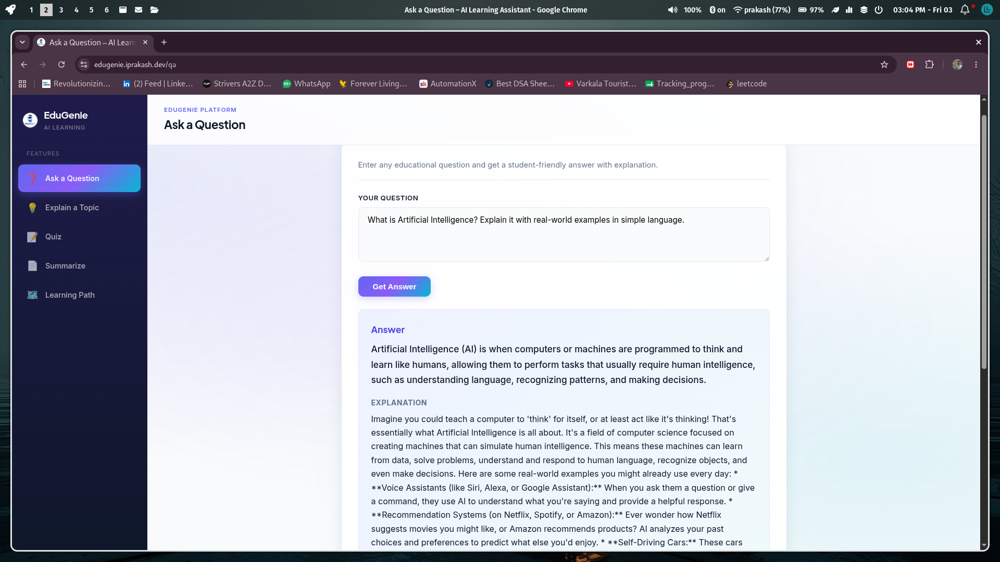 1 2 3 4 5 6
Ask a Question – AI Learning Assistant - Google Chrome
100% on prakash (77%) 97% 03:04 PM - Fri 03
Ask a Question – AI Learn
edugenie.iprakash.dev/qa
Revolutionizin... (2) Feed | Linke... Strivers A2Z D... WhatsApp Forever Living... AutomationX Best DSA Shee... Varkala Tourist... Tracking_prog... leetcode
EduGenie
AI LEARNING
FEATURES
Ask a Question
Explain a Topic
Quiz
Summarize
Learning Path
EDUGENIE PLATFORM
Ask a Question
Enter any educational question and get a student-friendly answer with explanation.
YOUR QUESTION
What is Artificial Intelligence? Explain it with real-world examples in simple language.
Get Answer
Answer
Artificial Intelligence (AI) is when computers or machines are programmed to think and
learn like humans, allowing them to perform tasks that usually require human intelligence,
such as understanding language, recognizing patterns, and making decisions.
EXPLANATION
Imagine you could teach a computer to 'think' for itself, or at least act like it's thinking! That's
essentially what Artificial Intelligence is all about. It's a field of computer science focused on
creating machines that can simulate human intelligence. This means these machines can learn
from data, solve problems, understand and respond to human language, recognize objects, and
even make decisions. Here are some real-world examples you might already use every day: *
**Voice Assistants (like Siri, Alexa, or Google Assistant):** When you ask them a question or give
a command, they use AI to understand what you're saying and provide a helpful response. *
**Recommendation Systems (on Netflix, Spotify, or Amazon):** Ever wonder how Netflix
suggests movies you might like, or Amazon recommends products? AI analyzes your past
choices and preferences to predict what else you'd enjoy. * **Self-Driving Cars:** These cars